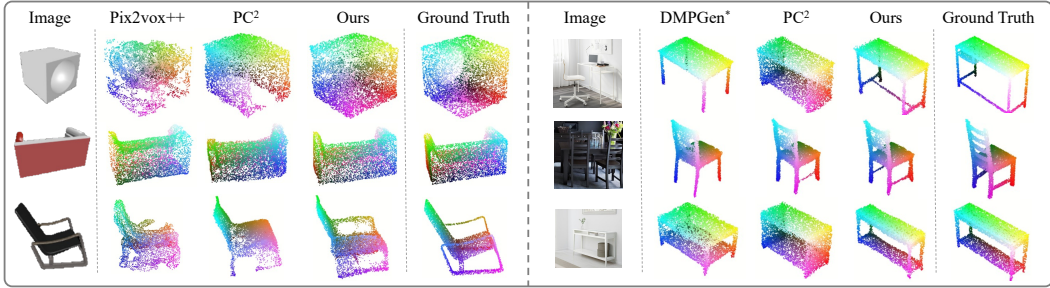 Image Pix2vox++ PC² Ours Ground Truth
Image DMPGen* PC² Ours Ground Truth